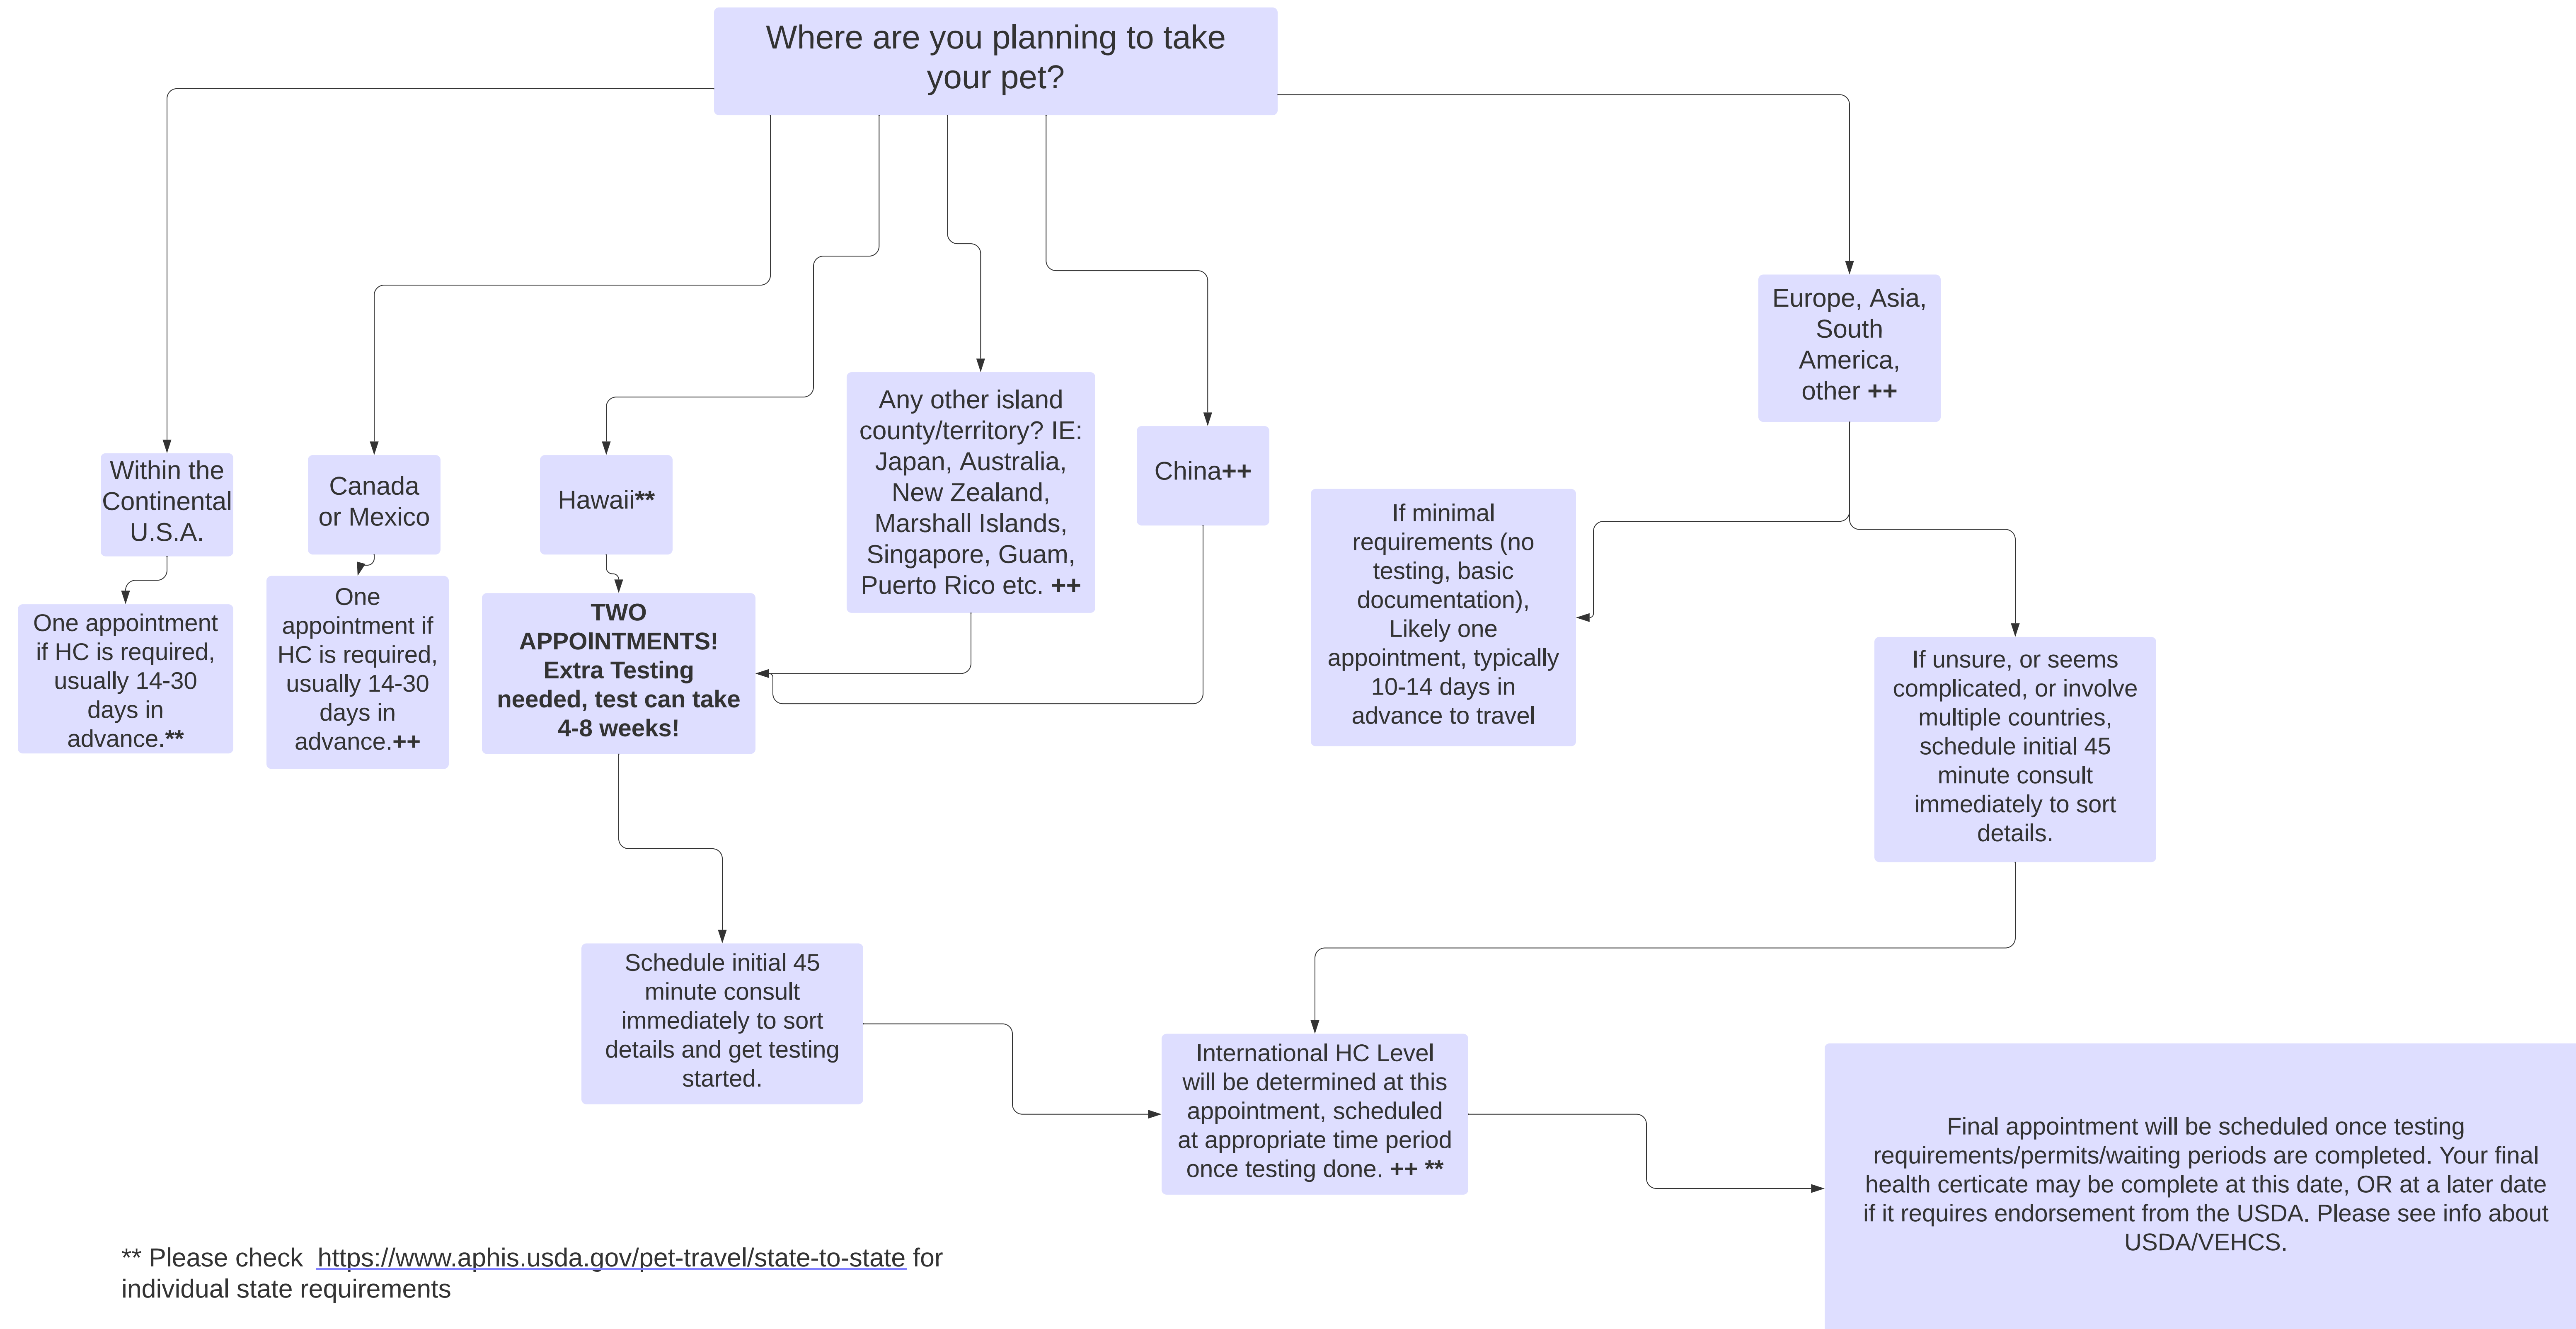 Where are you planning to take
your pet?
Europe, Asia,
South
America,
other ++
Any other island
county/territory? IE:
Japan, Australia,
New Zealand,
Marshall Islands,
Singapore, Guam,
Puerto Rico etc. ++
China++
Within the
Continental
U.S.A.
Canada
or Mexico
Hawaii**
If minimal
requirements (no
testing, basic
documentation),
Likely one
appointment, typically
10-14 days in
advance to travel
One appointment
if HC is required,
usually 14-30
days in
advance.**
One
appointment if
HC is required,
usually 14-30
days in
advance.++
TWO
APPOINTMENTS!
Extra Testing
needed, test can take
4-8 weeks!
If unsure, or seems
complicated, or involve
multiple countries,
schedule initial 45
minute consult
immediately to sort
details.
Schedule initial 45
minute consult
immediately to sort
details and get testing
started.
International HC Level
will be determined at this
appointment, scheduled
at appropriate time period
once testing done. ++ **
Final appointment will be scheduled once testing
requirements/permits/waiting periods are completed. Your final
health certicate may be complete at this date, OR at a later date
if it requires endorsement from the USDA. Please see info about
USDA/VEHCS.
** Please check https://www.aphis.usda.gov/pet-travel/state-to-state for
individual state requirements